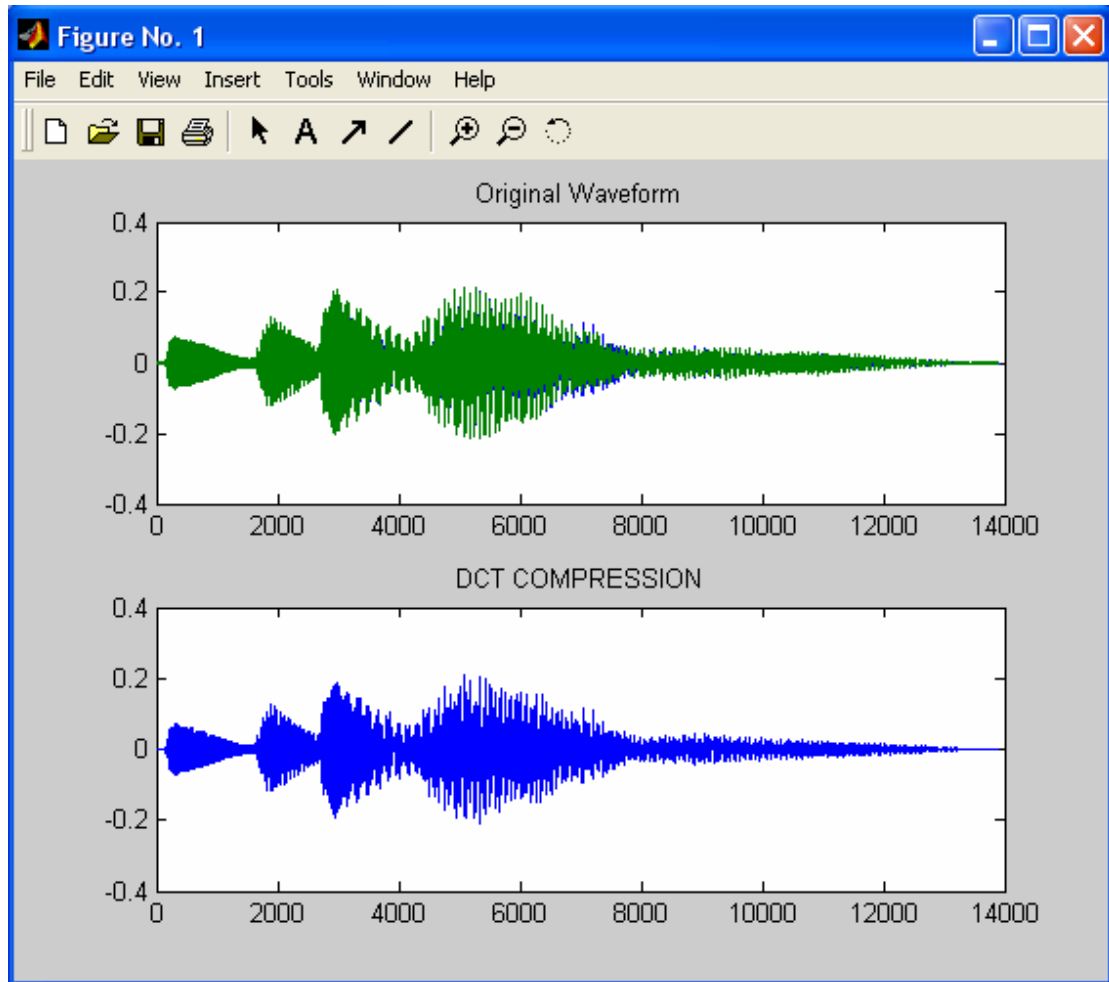 Figure No. 1
File Edit View Insert Tools Window Help
A
Original Waveform
0.4
0.2
0
-0.2
-0.4
0 2000 4000 6000 8000 10000 12000 14000
DCT COMPRESSION
0.4
0.2
0
-0.2
-0.4
0 2000 4000 6000 8000 10000 12000 14000